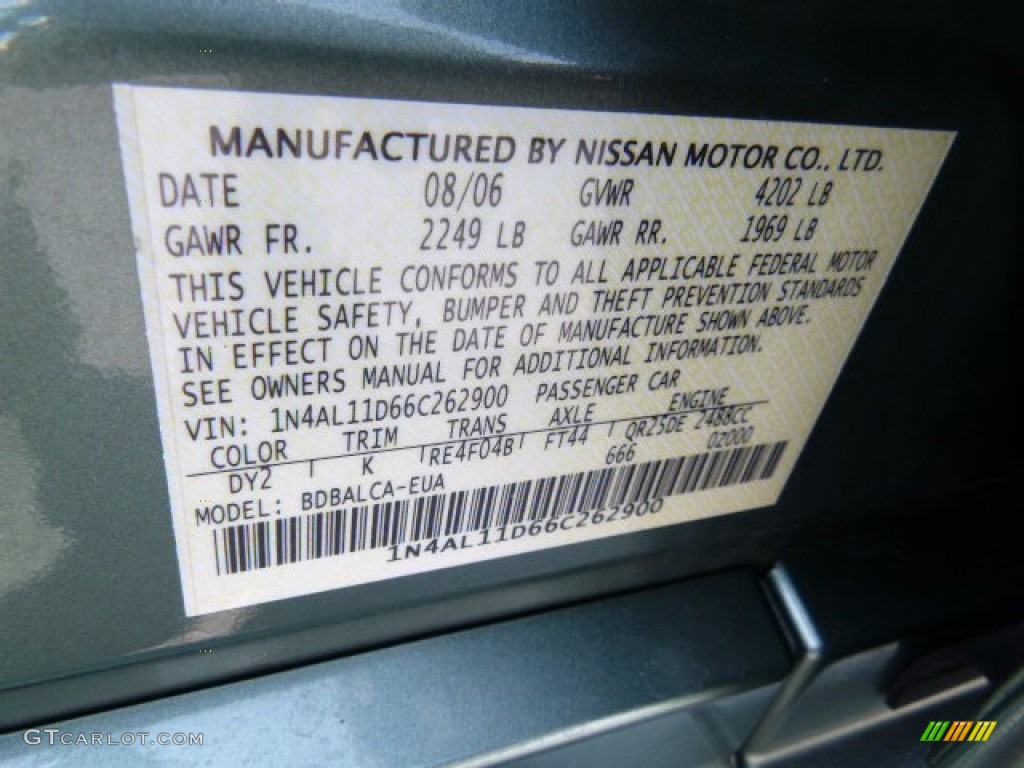 MANUFACTURED BY NISSAN MOTOR CO., LTD.
DATE 08/06 GVWR 4202 LB
GAWR FR. 2249 LB GAWR RR. 1969 LB
THIS VEHICLE CONFORMS TO ALL APPLICABLE FEDERAL MOTOR
VEHICLE SAFETY, BUMPER AND THEFT PREVENTION STANDARDS
IN EFFECT ON THE DATE OF MANUFACTURE SHOWN ABOVE.
SEE OWNERS MANUAL FOR ADDITIONAL INFORMATION.
VIN: 1N4AL11D66C262900 PASSENGER CAR
COLOR TRIM TRANS AXLE ENGINE
DY2 K RE4F04B FT44 QR25DE 2488CC
MODEL: BDBALCA-EUA 666 02000
1N4AL11D66C262900
GTCARLOT.COM